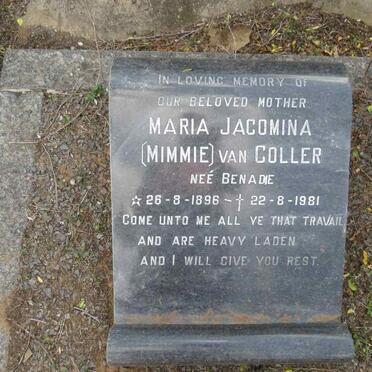 IN LOVING MEMORY OF
OUR BELOVED MOTHER
MARIA JACOMINA
(MIMMIE) VAN COLLER
NEÉ BENADIE
☆ 26-8-1896 ~ † 22-8-1981
COME UNTO ME ALL YE THAT TRAVAIL
AND ARE HEAVY LADEN
AND I WILL GIVE YOU REST.